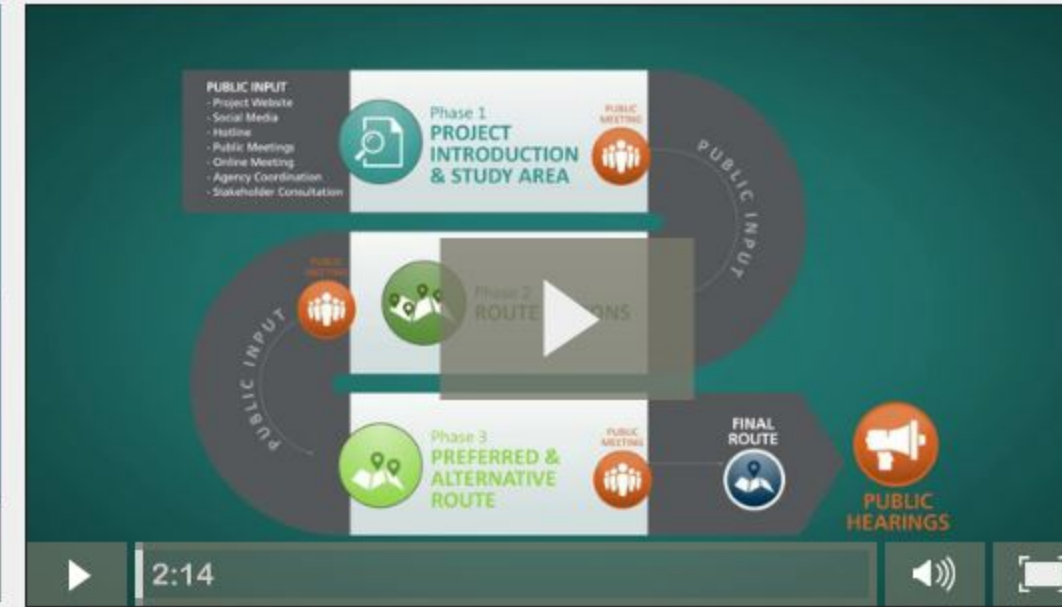 PUBLIC INPUT
- Project Website
- Social Media
- Hotline
- Public Meetings
- Online Meeting
- Agency Coordination
- Stakeholder Consultation
Phase 1
PROJECT
INTRODUCTION
& STUDY AREA
PUBLIC
MEETING
PUBLIC INPUT
PUBLIC
MEETING
Phase 2
ROUTE
PUBLIC INPUT
Phase 3
PREFERRED &
ALTERNATIVE
ROUTE
PUBLIC
MEETING
FINAL
ROUTE
PUBLIC
HEARINGS
2:14